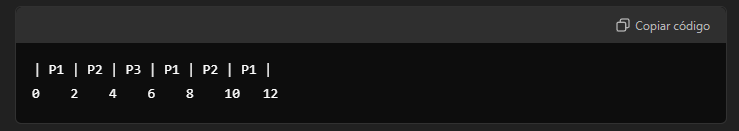 Copiar código
| P1 | P2 | P3 | P1 | P2 | P1 |
0    2    4    6    8    10   12